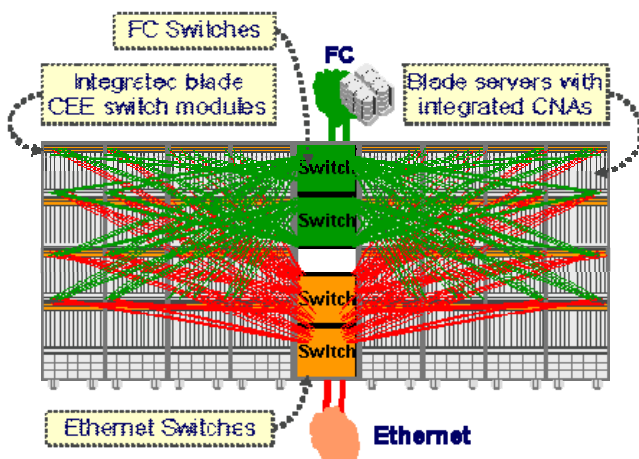 FC Switches
FC
Integratec blade
CEE switch modules
Blade servers with
integrated CNAs
Switch
Switch
Switch
Switch
Ethernet Switches
Ethernet